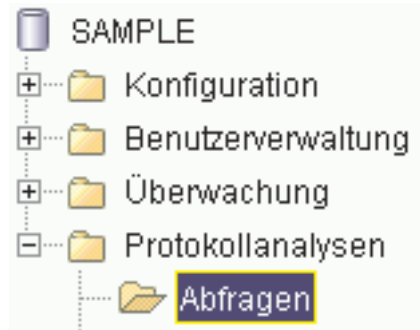 SAMPLE
Konfiguration
Benutzerverwaltung
Überwachung
Protokollanalysen
Abfragen